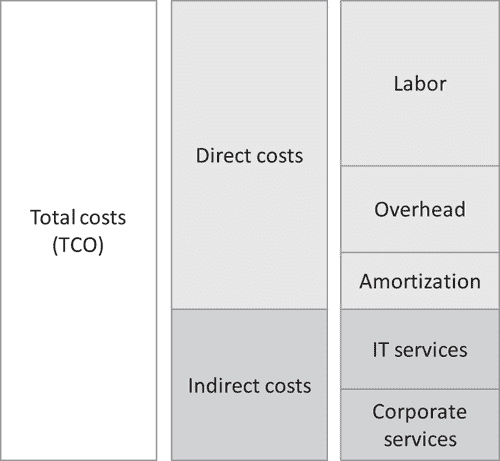 Total costs
(TCO)
Direct costs
Indirect costs
Labor
Overhead
Amortization
IT services
Corporate
services